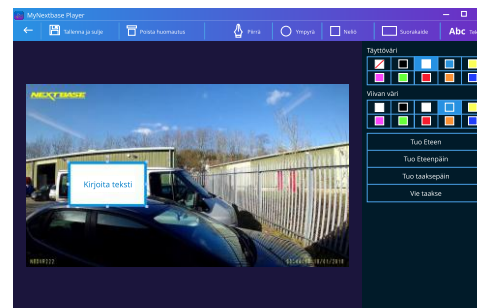 MyNextbase Player
Tallenna ja sulje
Poista huomautus
Piirrä
Ympyrä
Neliö
Suorakaide
Abc
Täyttöväri
NEXTBASE
Viivan väri
Tuo Eteen
Tuo Eteenpäin
Tuo taaksepäin
Vie taakse
Kirjoita teksti